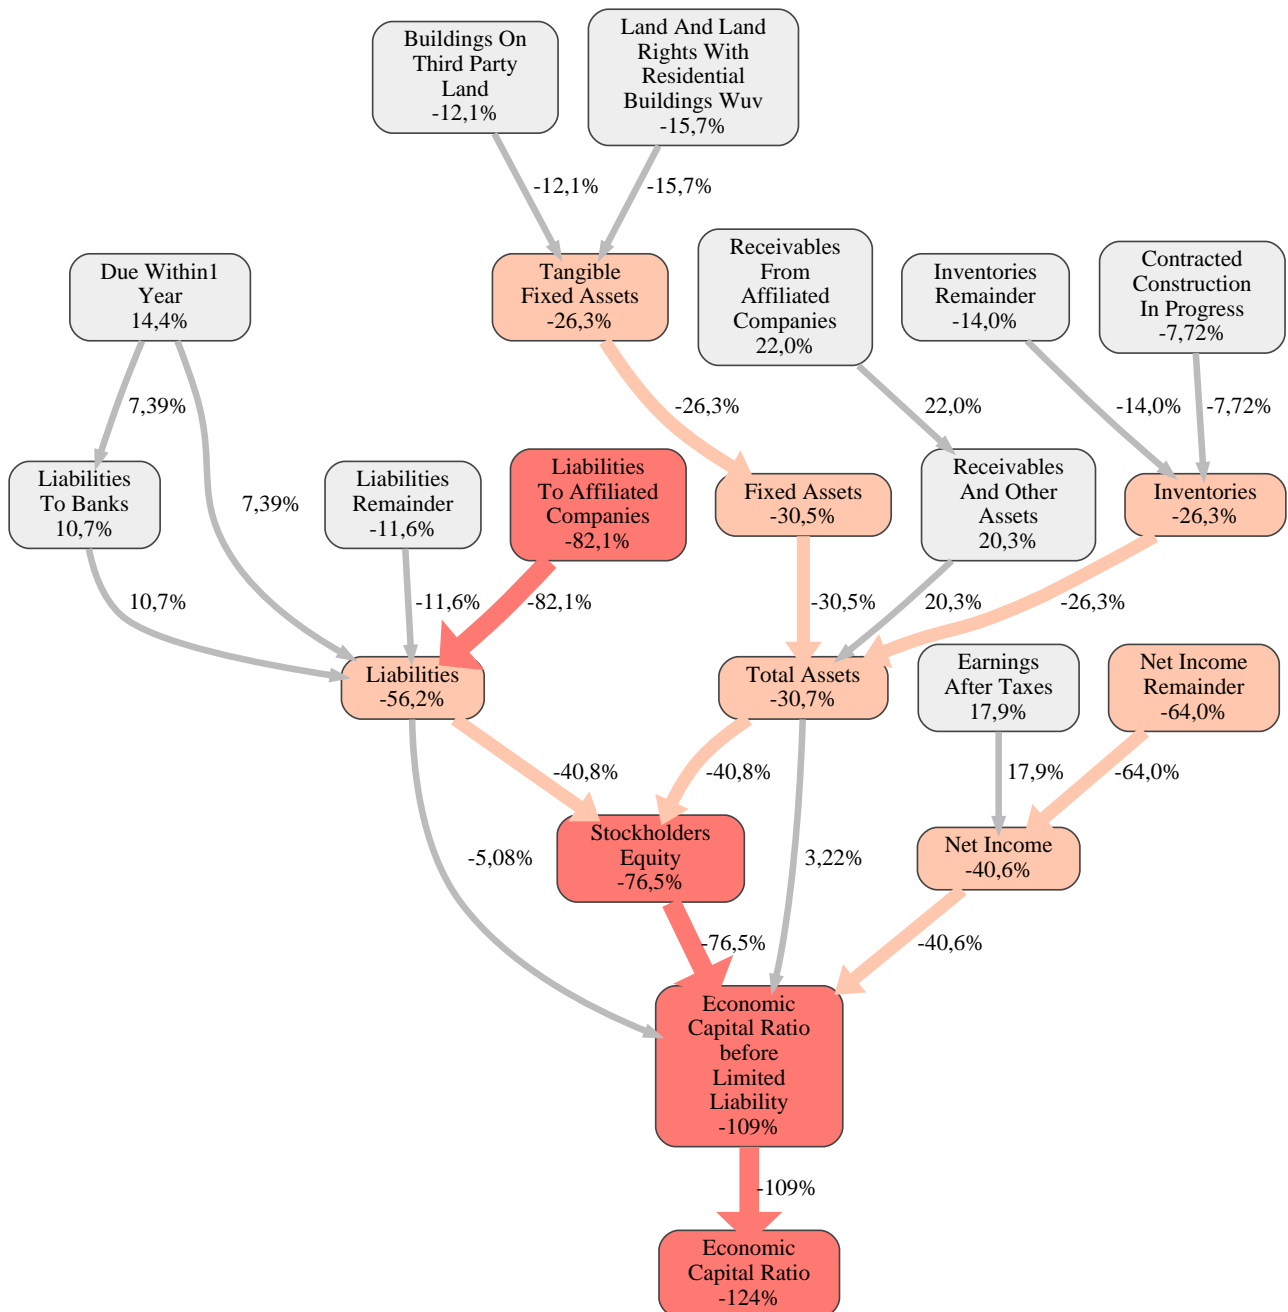 Buildings On
Third Party
Land
-12,1%
Land And Land
Rights With
Residential
Buildings Wuv
-15,7%
-12,1%
-15,7%
Due Within1
Year
14,4%
Tangible
Fixed Assets
-26,3%
Receivables
From
Affiliated
Companies
22,0%
Inventories
Remainder
-14,0%
Contracted
Construction
In Progress
-7,72%
7,39%
-26,3%
22,0%
-14,0%
-7,72%
Liabilities
To Banks
10,7%
7,39%
Liabilities
Remainder
-11,6%
Liabilities
To Affiliated
Companies
-82,1%
Fixed Assets
-30,5%
Receivables
And Other
Assets
20,3%
Inventories
-26,3%
10,7%
-11,6%
-82,1%
-30,5%
20,3%
-26,3%
Liabilities
-56,2%
Total Assets
-30,7%
Earnings
After Taxes
17,9%
Net Income
Remainder
-64,0%
-40,8%
-40,8%
17,9%
-64,0%
-5,08%
Stockholders
Equity
-76,5%
3,22%
Net Income
-40,6%
-76,5%
-40,6%
Economic
Capital Ratio
before
Limited
Liability
-109%
-109%
Economic
Capital Ratio
-124%